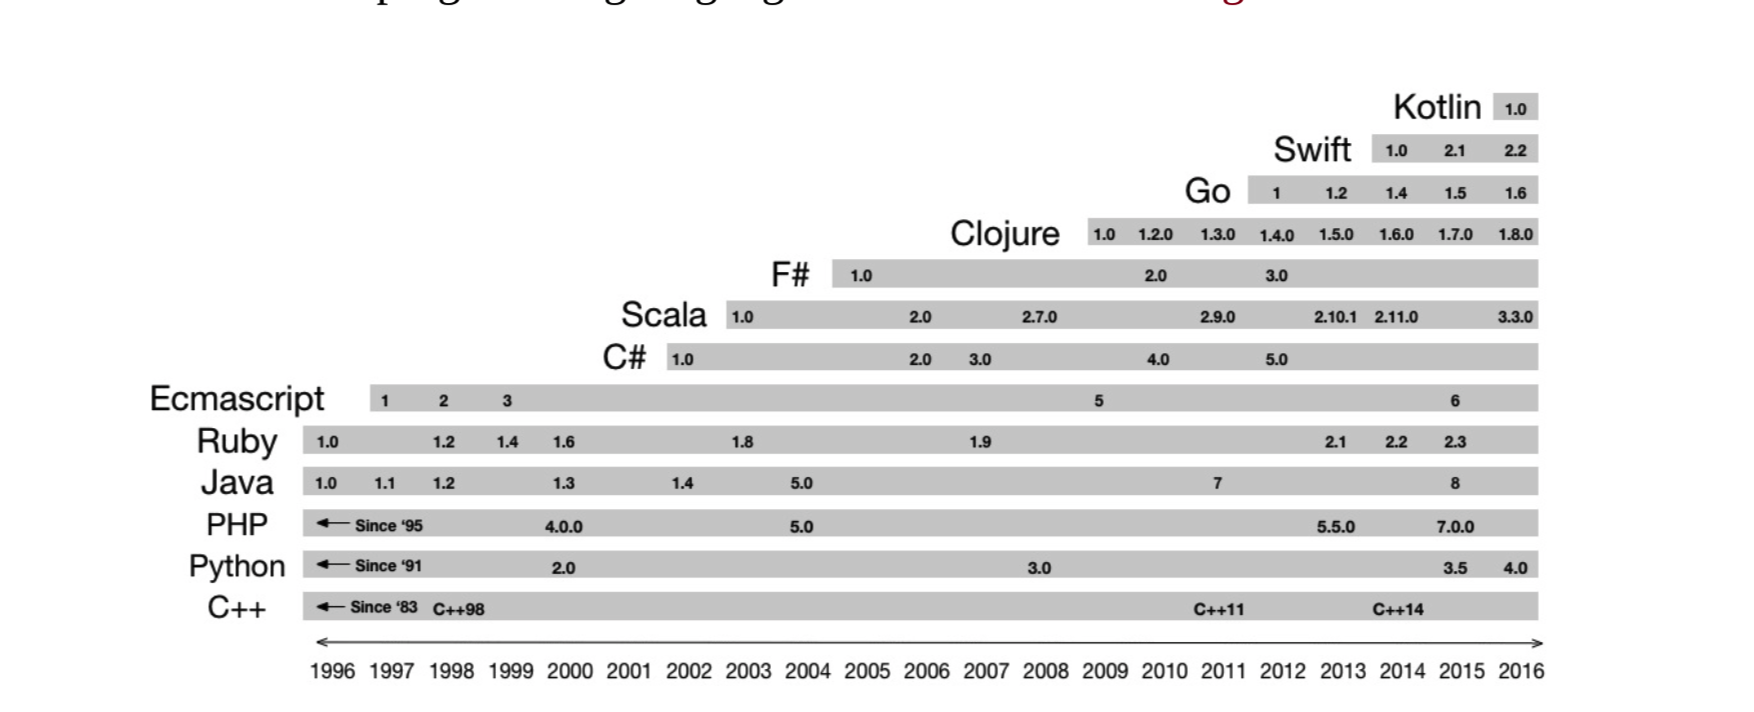 Kotlin 1.0
Swift 1.0 2.1 2.2
Go 1 1.2 1.4 1.5 1.6
Clojure 1.0 1.2.0 1.3.0 1.4.0 1.5.0 1.6.0 1.7.0 1.8.0
F# 1.0 2.0 3.0
Scala 1.0 2.0 2.7.0 2.9.0 2.10.1 2.11.0 3.3.0
C# 1.0 2.0 3.0 4.0 5.0
Ecmascript 1 2 3 5 6
Ruby 1.0 1.2 1.4 1.6 1.8 1.9 2.1 2.2 2.3
Java 1.0 1.1 1.2 1.3 1.4 5.0 7 8
PHP Since ‘95 4.0.0 5.0 5.5.0 7.0.0
Python Since ‘91 2.0 3.0 3.5 4.0
C++ Since ‘83 C++98 C++11 C++14
1996 1997 1998 1999 2000 2001 2002 2003 2004 2005 2006 2007 2008 2009 2010 2011 2012 2013 2014 2015 2016